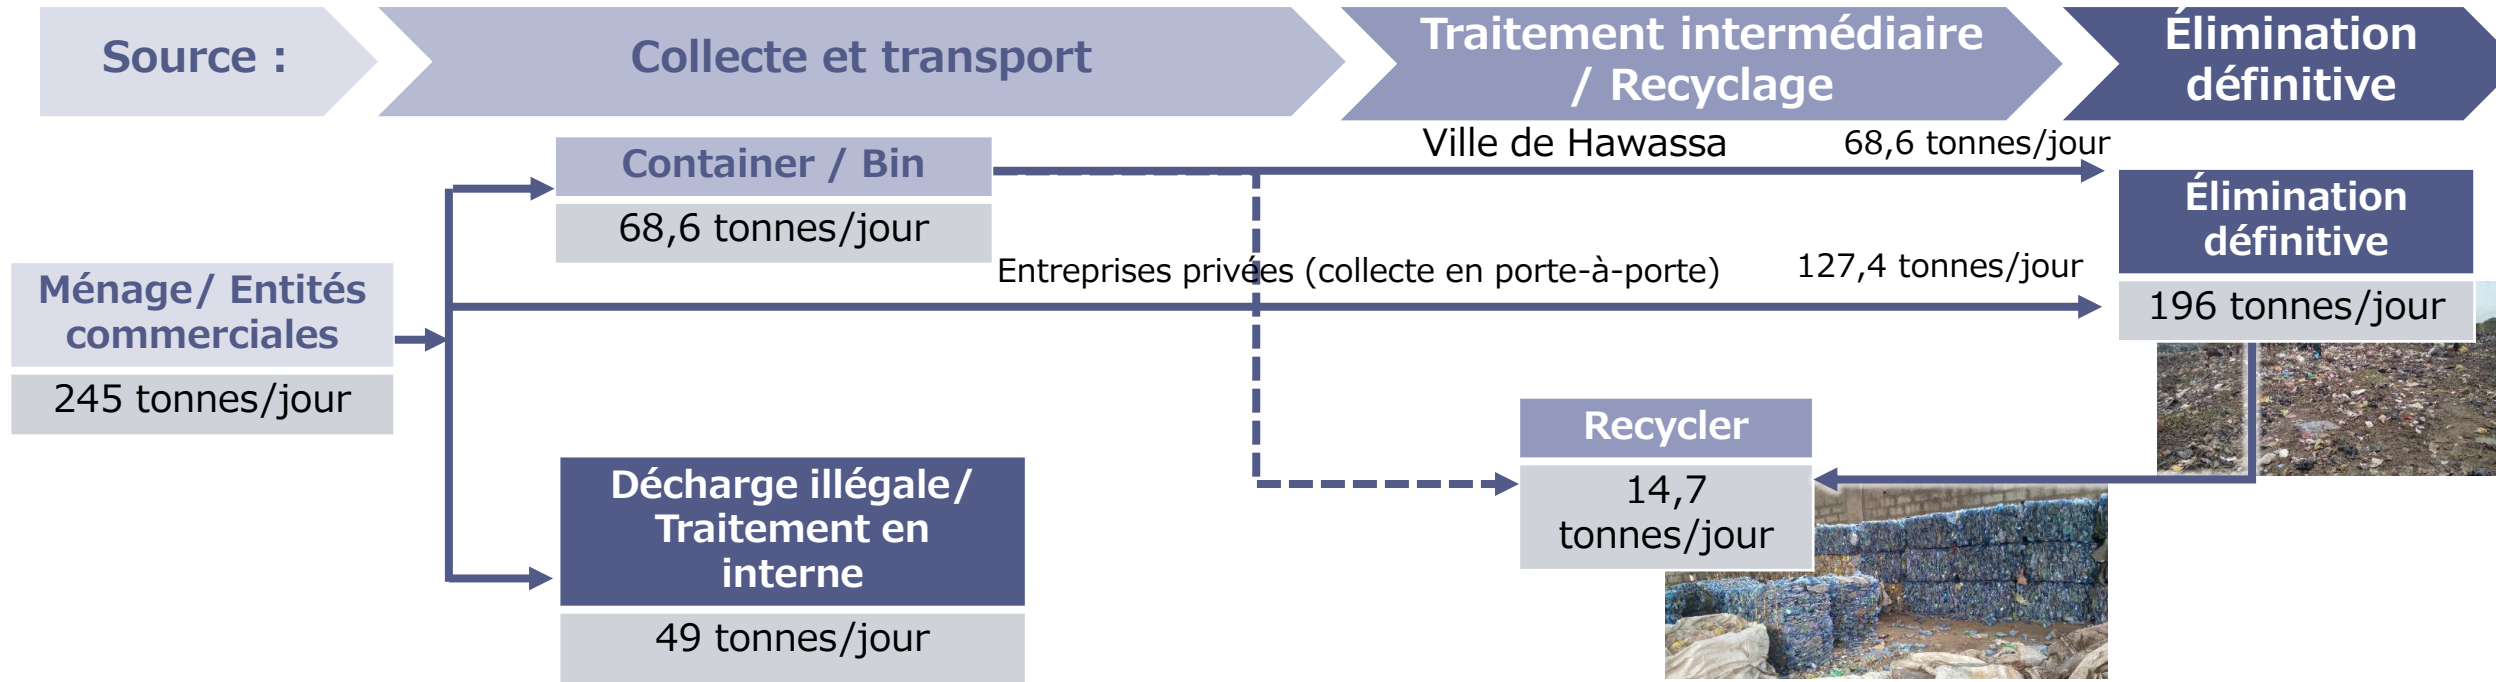 Source :
Collecte et transport
Traitement intermédiaire
/ Recyclage
Élimination
définitive
Container / Bin
68,6 tonnes/jour
Ville de Hawassa
68,6 tonnes/jour
Élimination
définitive
196 tonnes/jour
Entreprises privées (collecte en porte-à-porte)
127,4 tonnes/jour
Ménage/ Entités
commerciales
245 tonnes/jour
Recycler
14,7
tonnes/jour
Décharge illégale/
Traitement en
interne
49 tonnes/jour